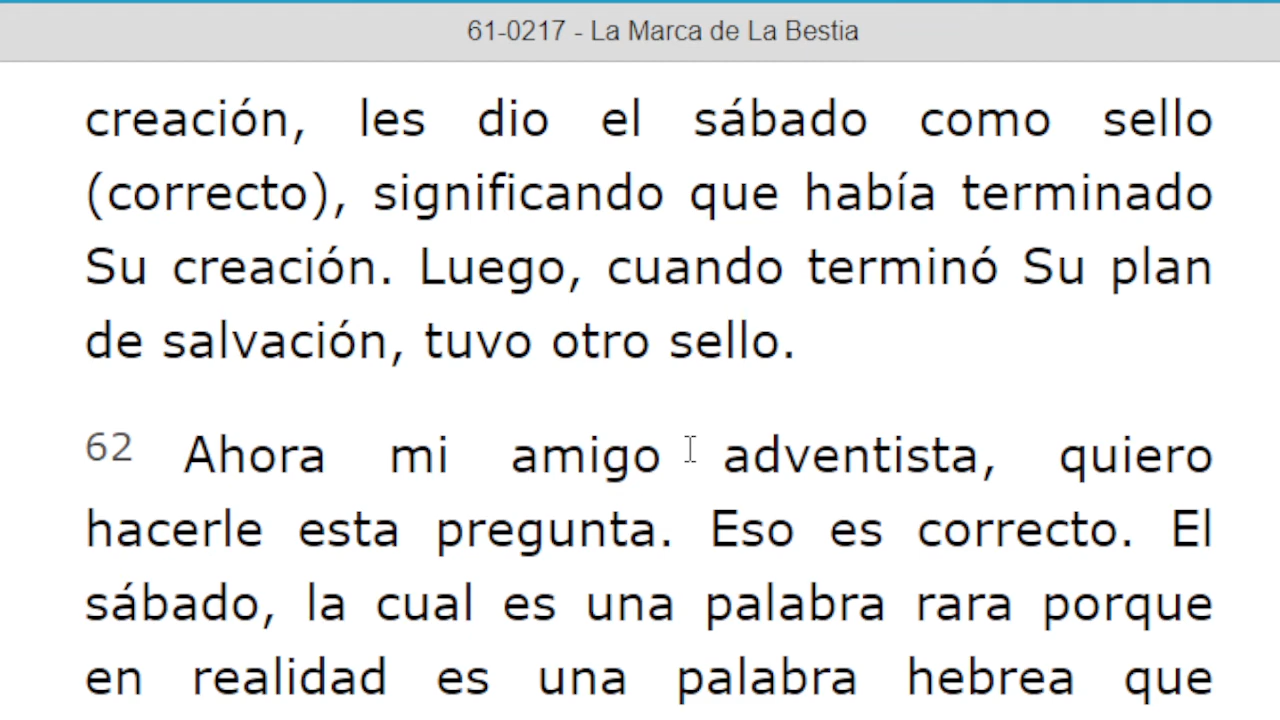 61-0217 - La Marca de La Bestia
creación, les dio el sábado como sello
(correcto), significando que había terminado
Su creación. Luego, cuando terminó Su plan
de salvación, tuvo otro sello.
62 Ahora mi amigo adventista, quiero
hacerle esta pregunta. Eso es correcto. El
sábado, la cual es una palabra rara porque
en realidad es una palabra hebrea que